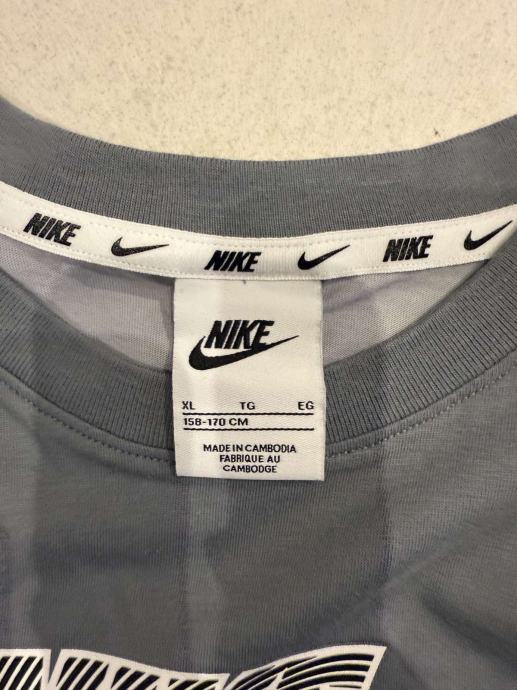 NIKE NIKE NIKE
NIKE
XL TG EG
158-170 CM
MADE IN CAMBODIA
FABRIQUE AU
CAMBODGE